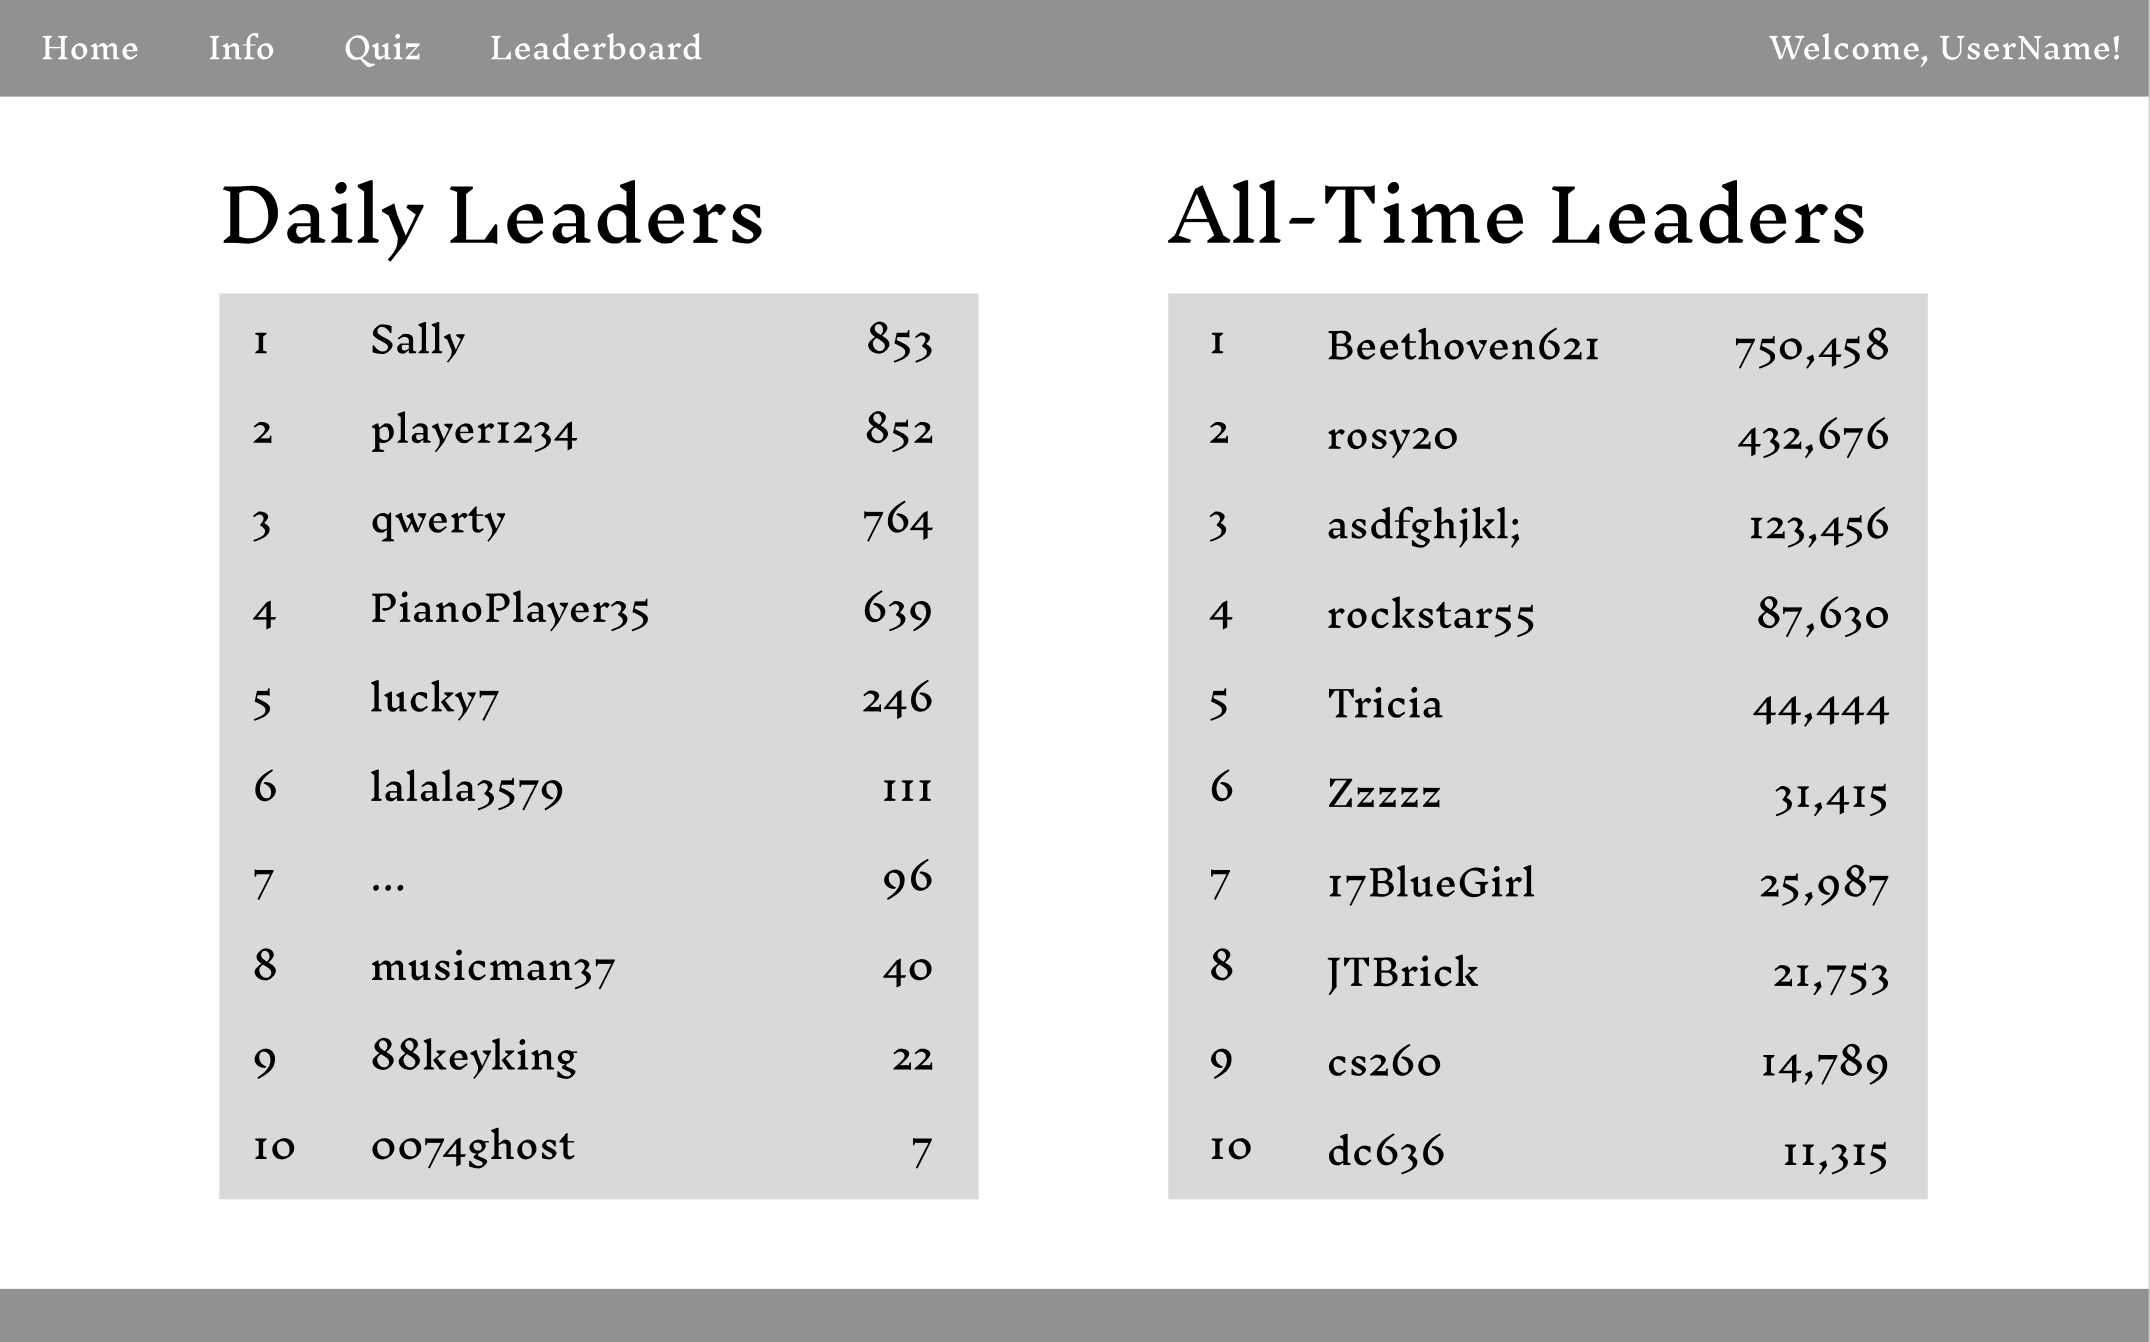 Home Info Quiz Leaderboard Welcome, UserName!
Daily Leaders
1 Sally 853
2 player1234 852
3 qwerty 764
4 PianoPlayer35 639
5 lucky7 246
6 lalala3579 111
7 ... 96
8 musicman37 40
9 88keyking 22
10 0074ghost 7
All-Time Leaders
1 Beethoven621 750,458
2 rosy20 432,676
3 asdfghjkl; 123,456
4 rockstar55 87,630
5 Tricia 44,444
6 Zzzzz 31,415
7 17BlueGirl 25,987
8 JTBrick 21,753
9 cs260 14,789
10 dc636 11,315